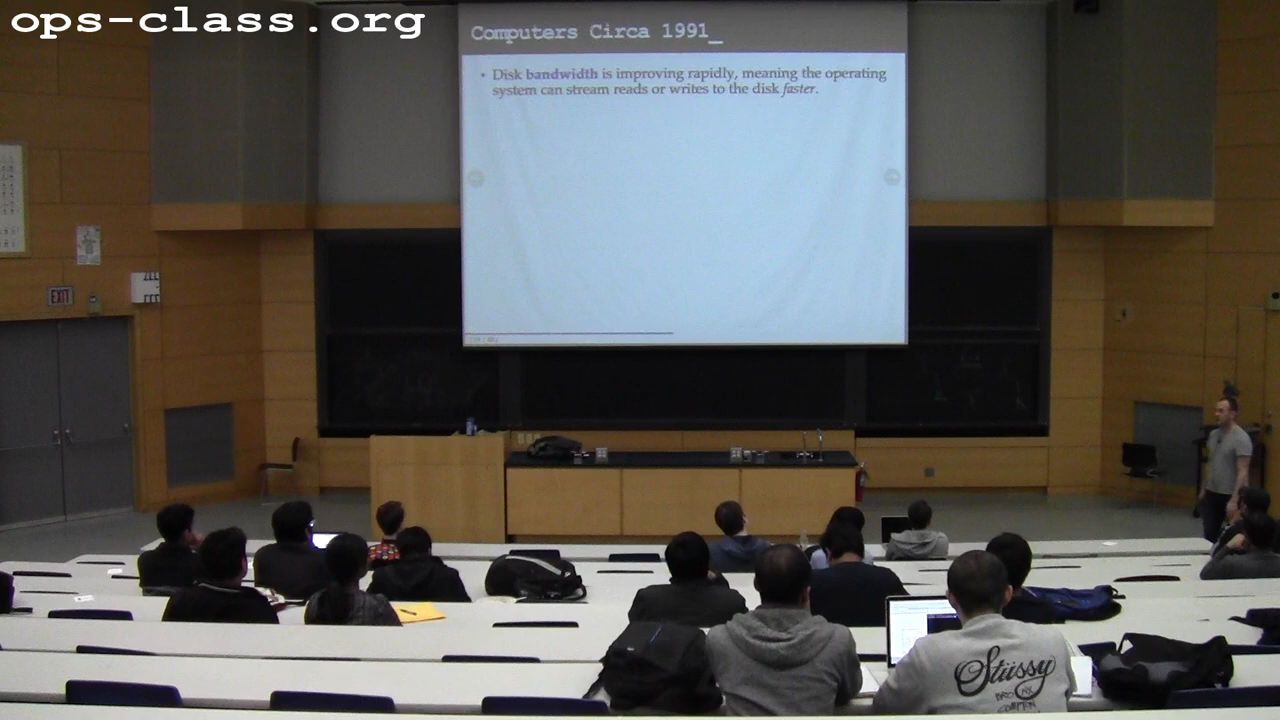 ops-class.org
Computers Circa 1991_
• Disk bandwidth is improving rapidly, meaning the operating
system can stream reads or writes to the disk faster.
EXIT
Stüssy